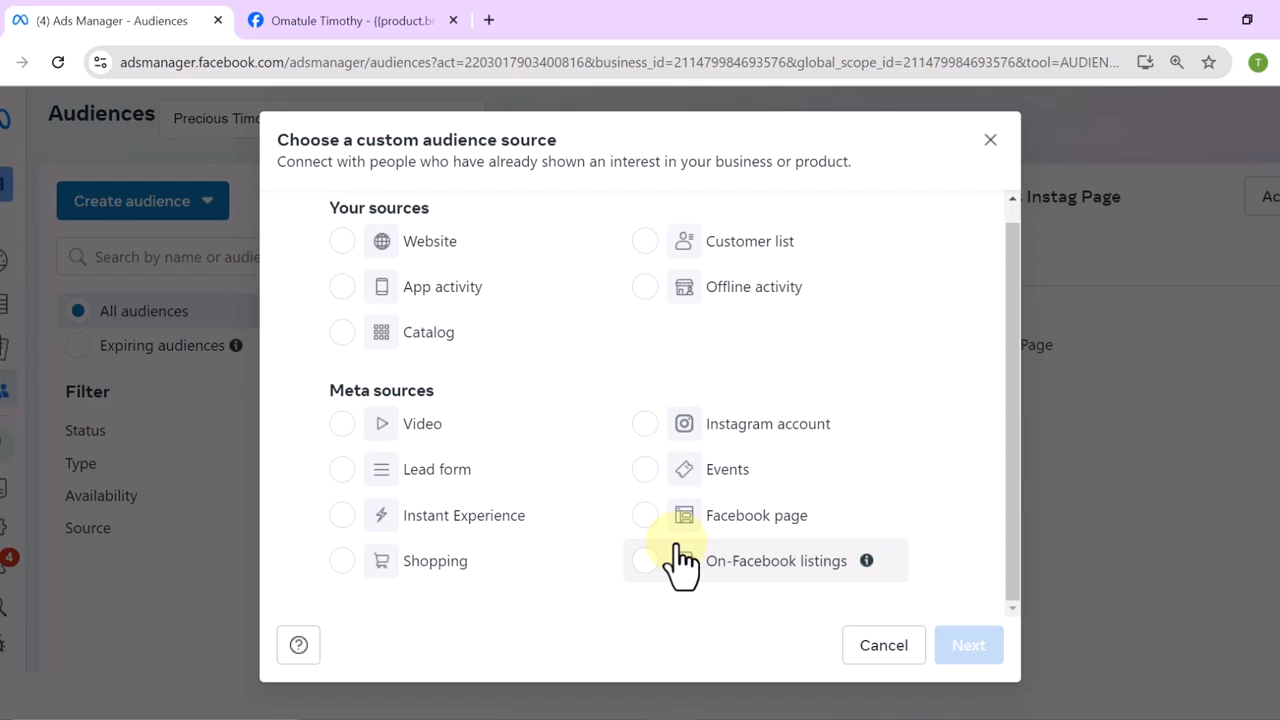 (4) Ads Manager - Audiences
Omatule Timothy - {{product.br
adsmanager.facebook.com/adsmanager/audiences?act=2203017903400816&business_id=211479984693576&global_scope_id=211479984693576&tool=AUDIEN...
T
Audiences
Precious Timo
Choose a custom audience source
Connect with people who have already shown an interest in your business or product.
Create audience
Instag Page
Ac
Search by name or audie
All audiences
Expiring audiences
Page
Filter
Status
Type
Availability
Source
4
Your sources
Website
Customer list
App activity
Offline activity
Catalog
Meta sources
Video
Instagram account
Lead form
Events
Instant Experience
Facebook page
Shopping
On-Facebook listings
Cancel
Next